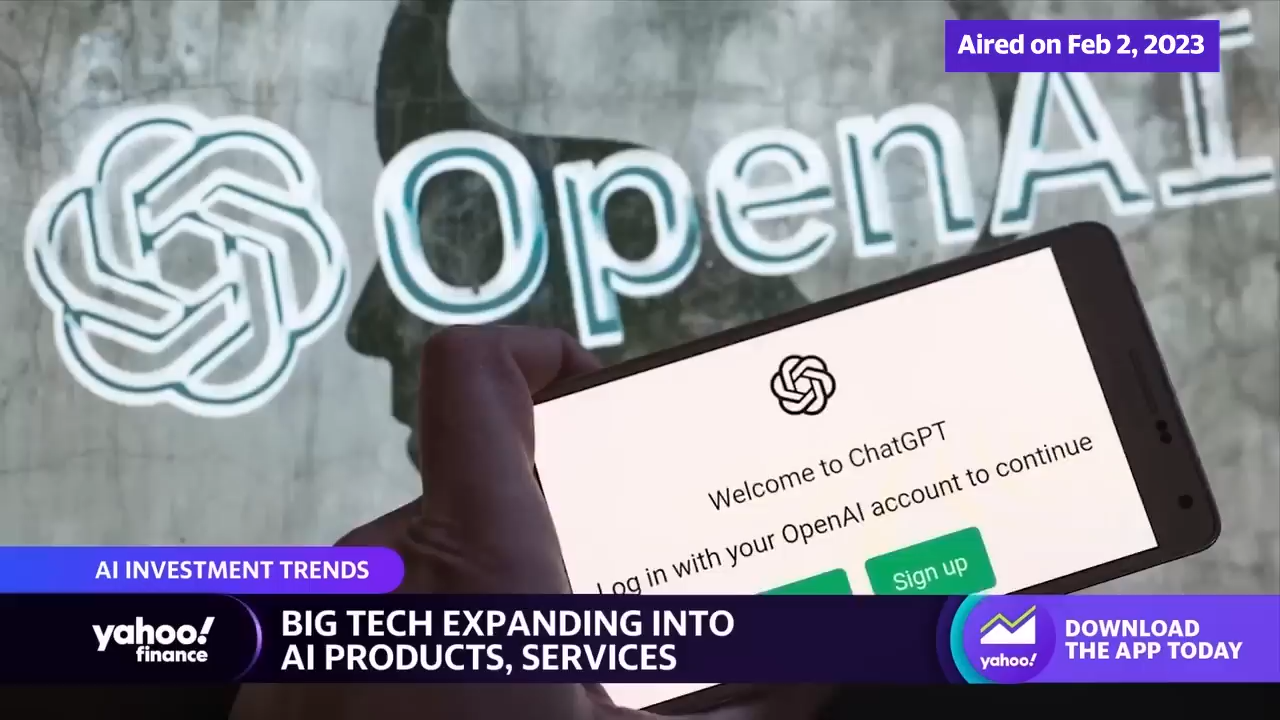 Aired on Feb 2, 2023
OpenAI
Welcome to ChatGPT
Log in with your OpenAI account to continue
Sign up
AI INVESTMENT TRENDS
yahoo!
finance
BIG TECH EXPANDING INTO
AI PRODUCTS, SERVICES
yahoo!
DOWNLOAD
THE APP TODAY